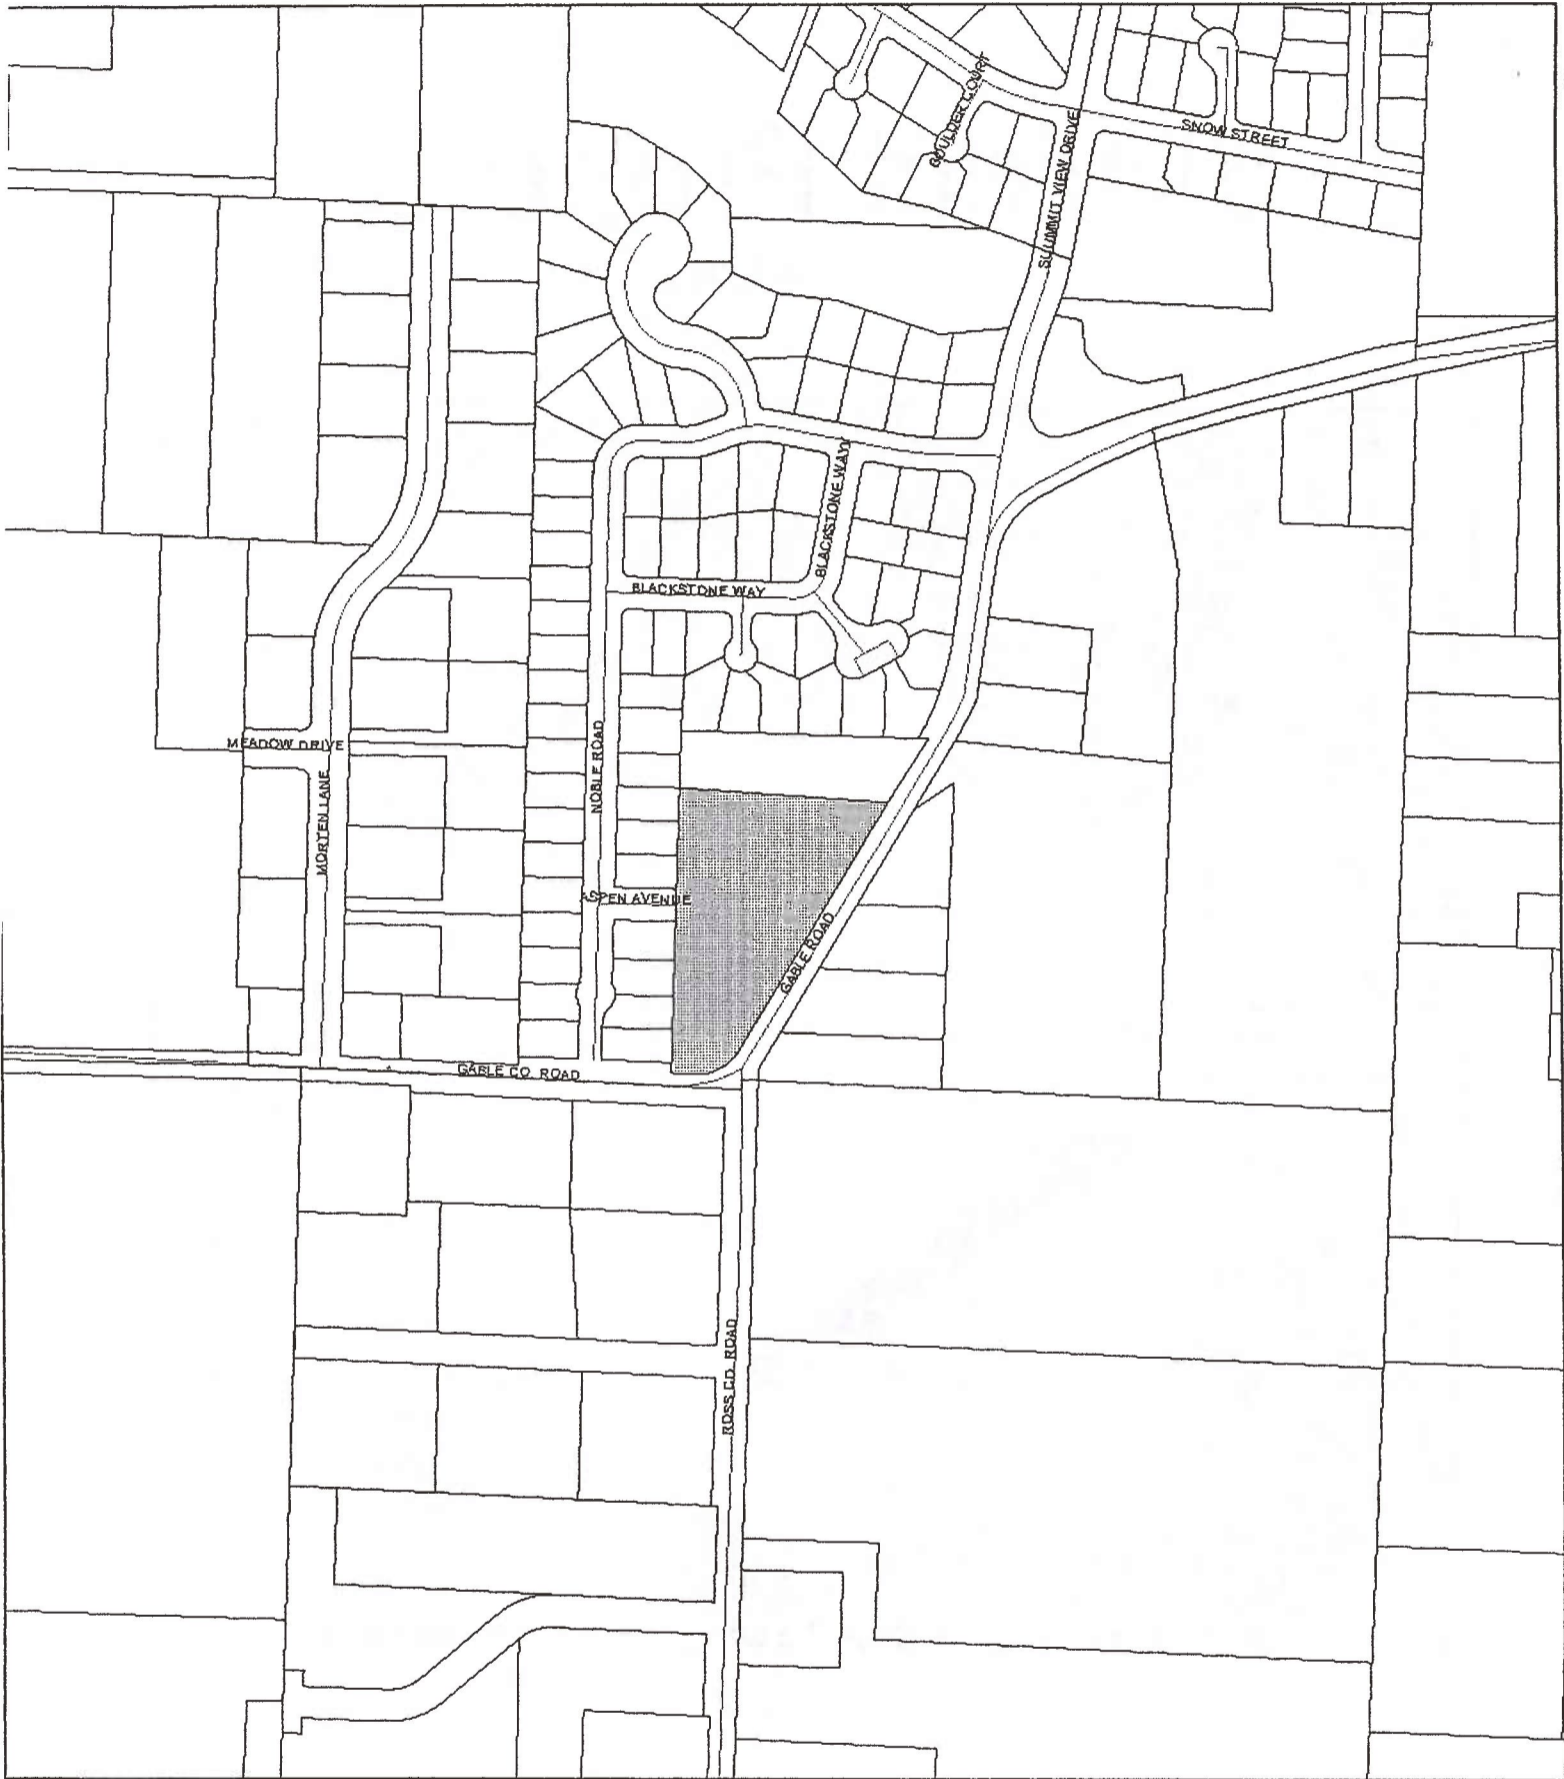 BOULDER COURT
SNOW STREET
SUMMIT VIEW DRIVE
BLACKSTONE WAY
BLACKSTONE WAY
MEADOW DRIVE
NOBLE ROAD
MORTEN LANE
ASPEN AVENUE
GABLE ROAD
GABLE CO. ROAD
ROSS CO. ROAD